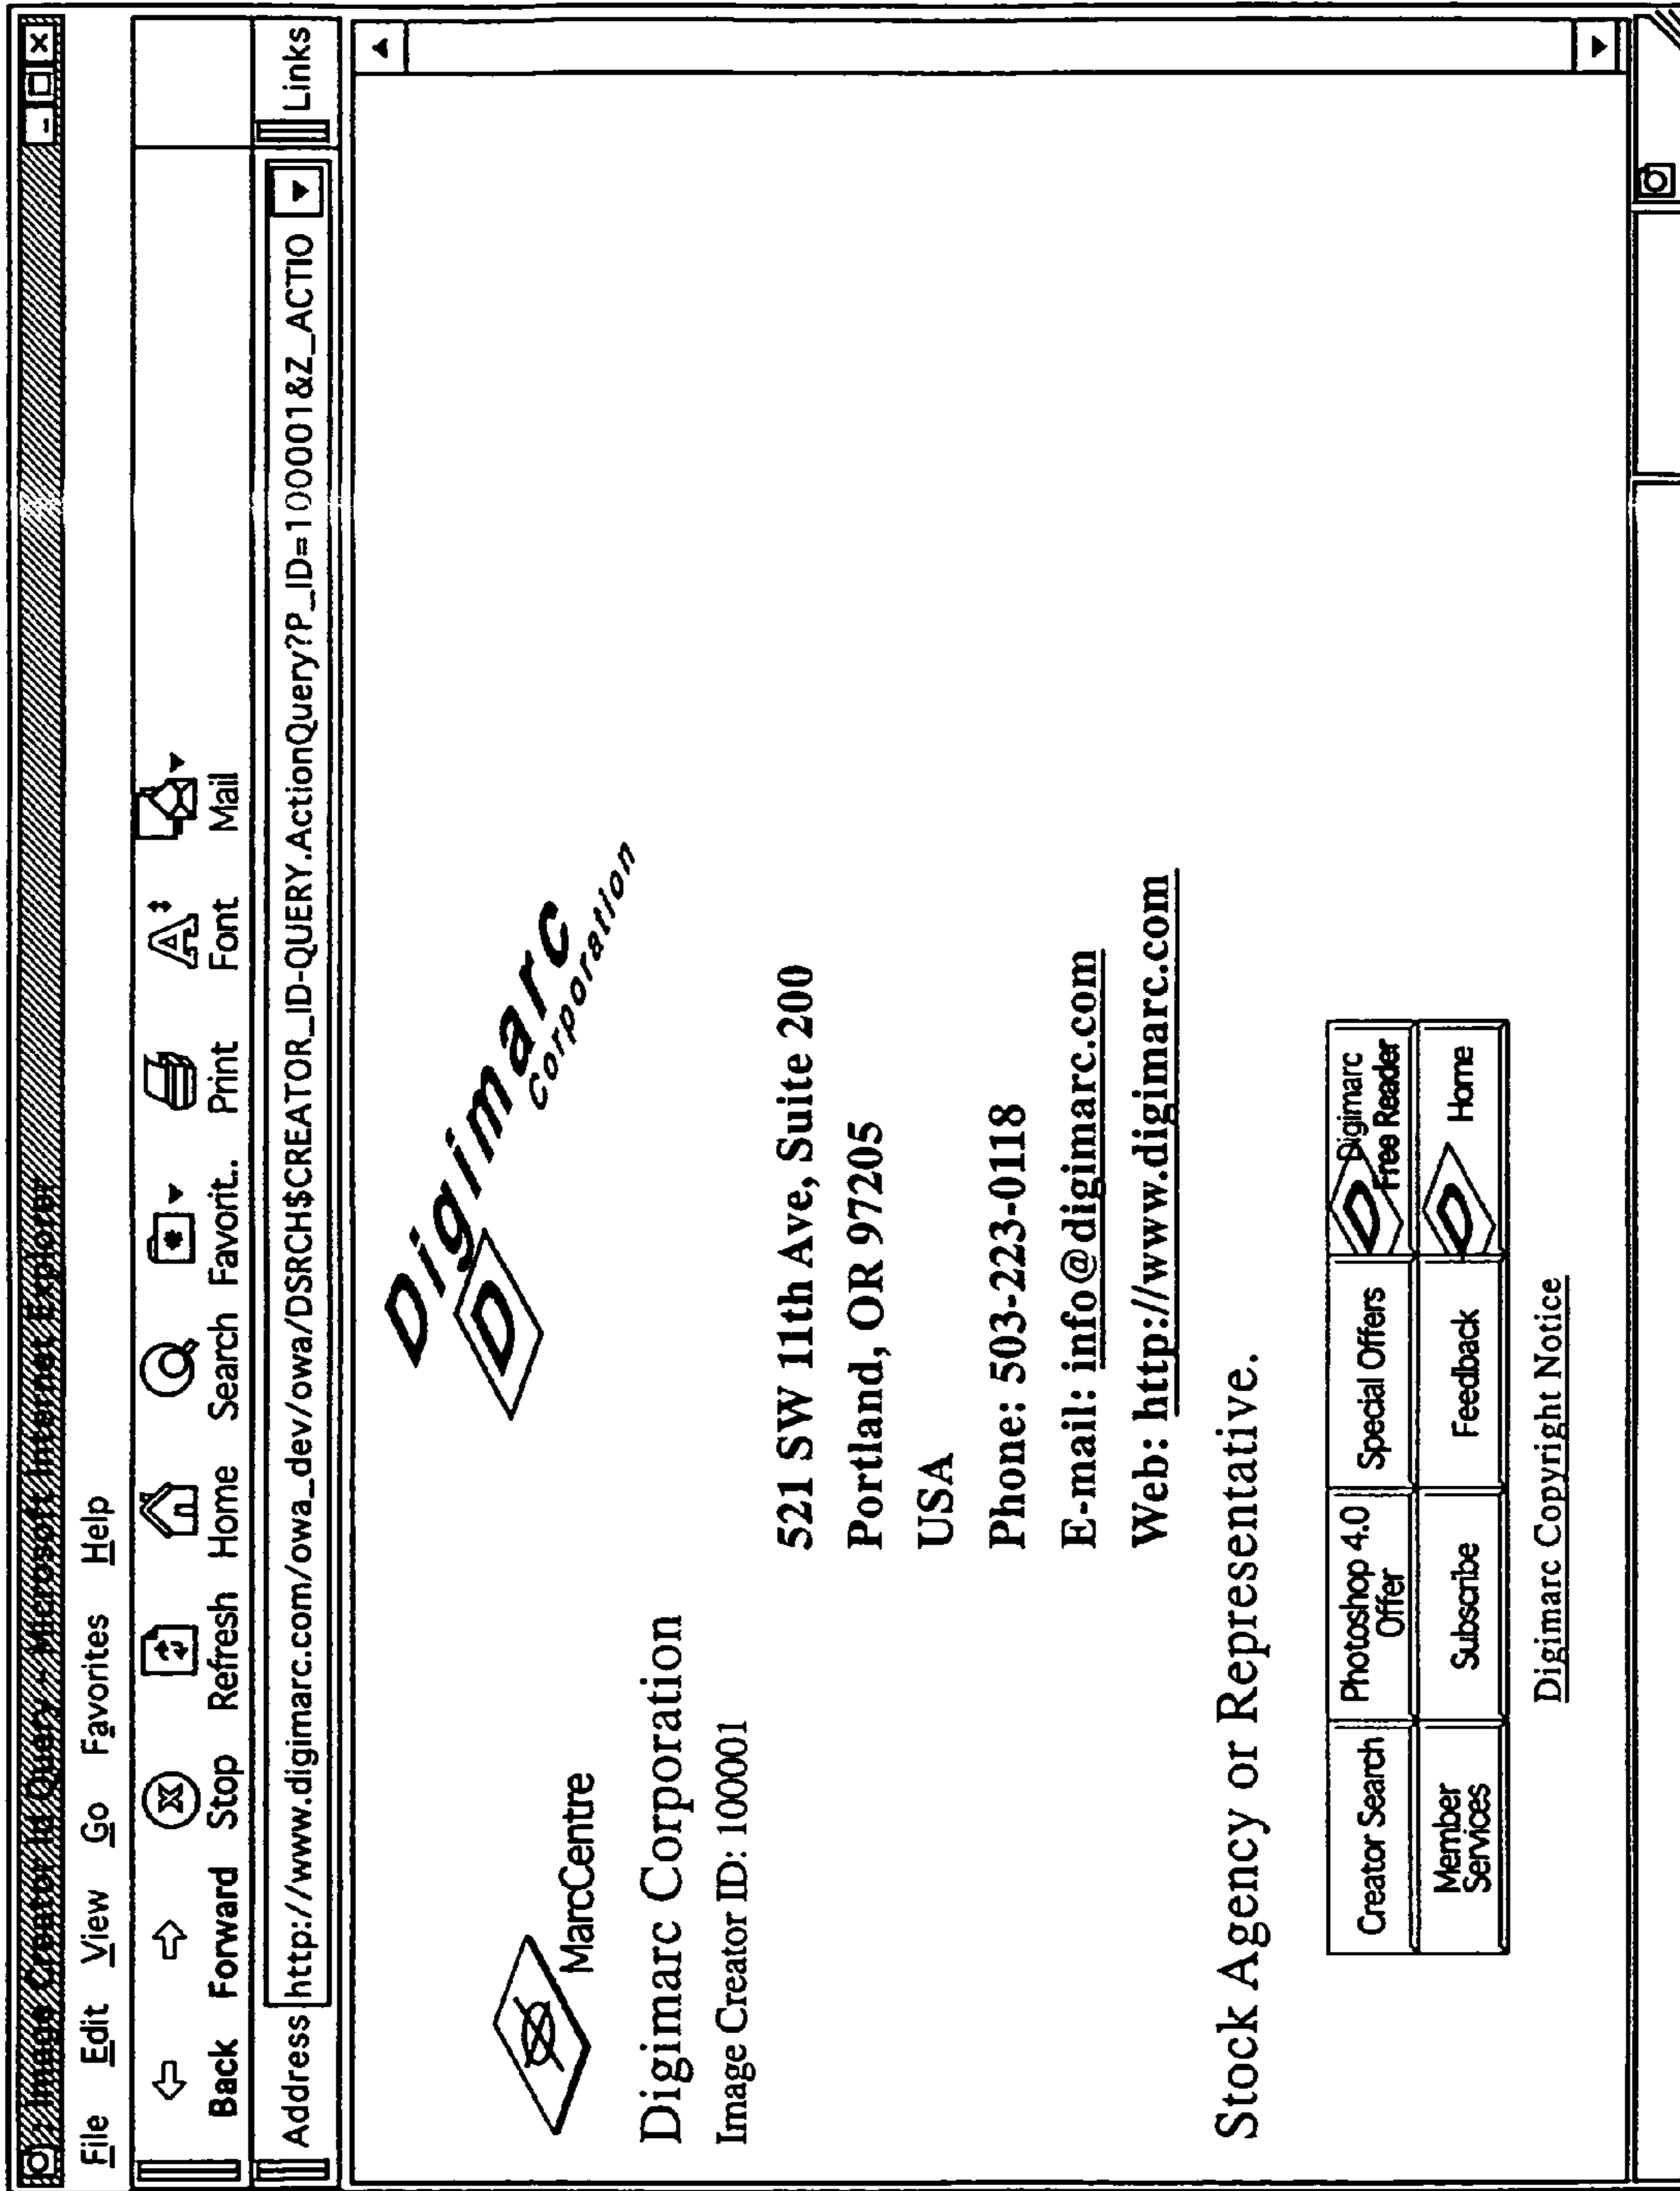 Image Creator Id Query - Microsoft Internet Explorer
File Edit View Go Favorites Help
Back Forward Stop Refresh Home Search Favorit.. Print Font Mail
Address http://www.digimarc.com/owa_dev/owa/DSRCH$CREATOR_ID-QUERY.ActionQuery?P_ID=100001&Z_ACTIO Links
MarcCentre
D Digimarc
Corporation
Digimarc Corporation
Image Creator ID: 100001
521 SW 11th Ave, Suite 200
Portland, OR 97205
USA
Phone: 503-223-0118
E-mail: info@digimarc.com
Web: http://www.digimarc.com
Stock Agency or Representative.
Creator Search Photoshop 4.0 Offer Special Offers D Digimarc Free Reader
Member Services Subscribe Feedback D Home
Digimarc Copyright Notice